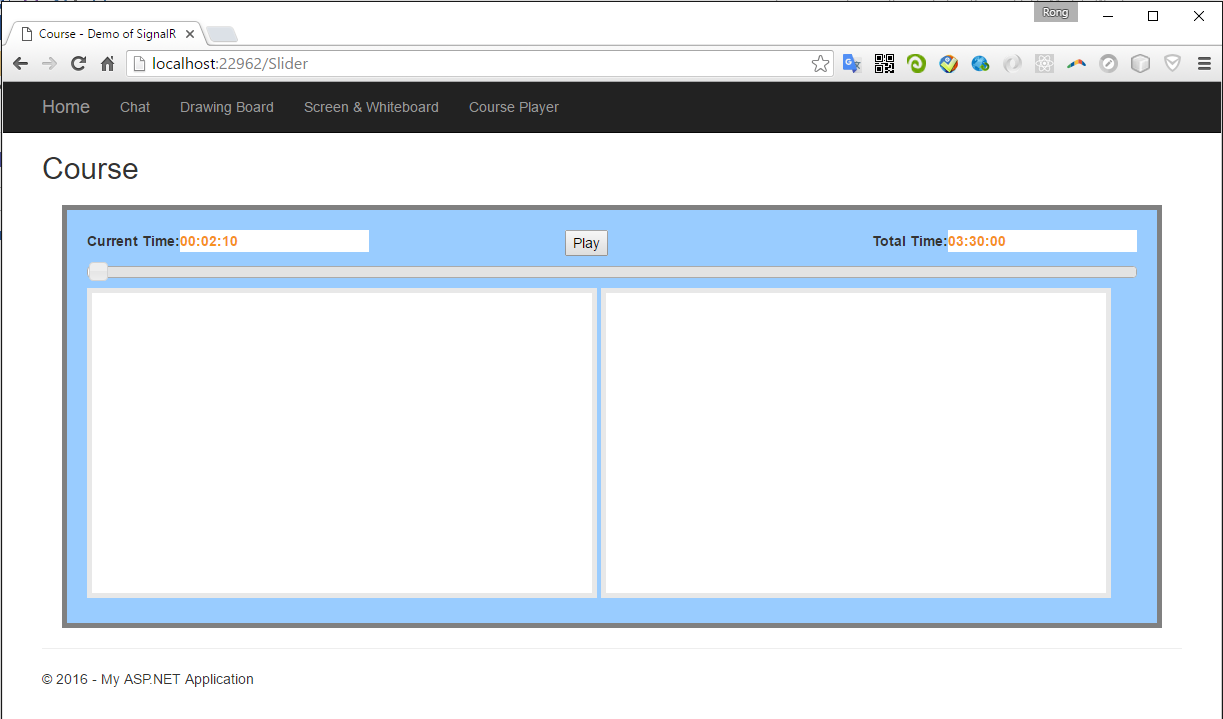 Rong
Course - Demo of SignalR
localhost:22962/Slider
Home Chat Drawing Board Screen & Whiteboard Course Player
Course
Current Time:00:02:10 Play Total Time:03:30:00
© 2016 - My ASP.NET Application